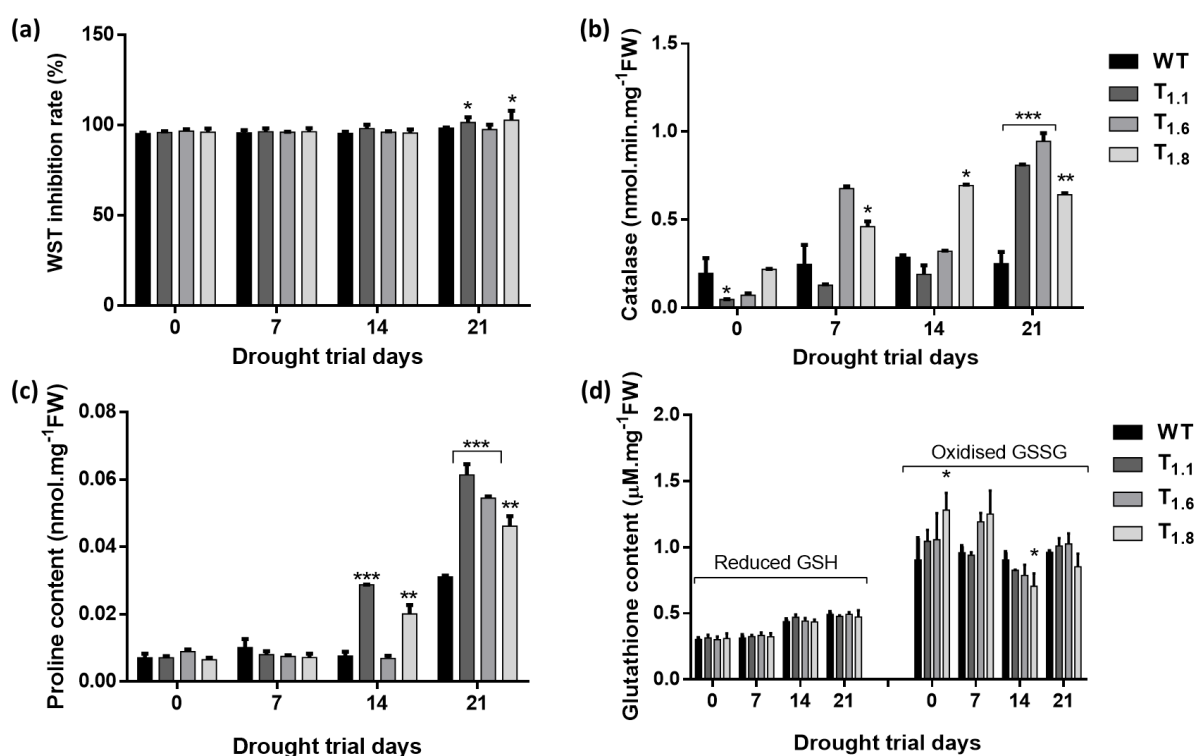 (a)
WST inhibition rate (%)
150
100
50
0
* *
0 7 14 21
Drought trial days
(b)
Catalase (nmol.min.mg⁻¹FW)
1.5
1.0
0.5
0.0
* * * *** **
0 7 14 21
Drought trial days
WT
T₁.₁
T₁.₆
T₁.₈
(c)
Proline content (nmol.mg⁻¹FW)
0.08
0.06
0.04
0.02
0.00
*** ** *** **
0 7 14 21
Drought trial days
(d)
Glutathione content (μM.mg⁻¹FW)
2.0
1.5
1.0
0.5
0.0
Reduced GSH
Oxidised GSSG
* *
0 7 14 21 0 7 14 21
Drought trial days
WT
T₁.₁
T₁.₆
T₁.₈